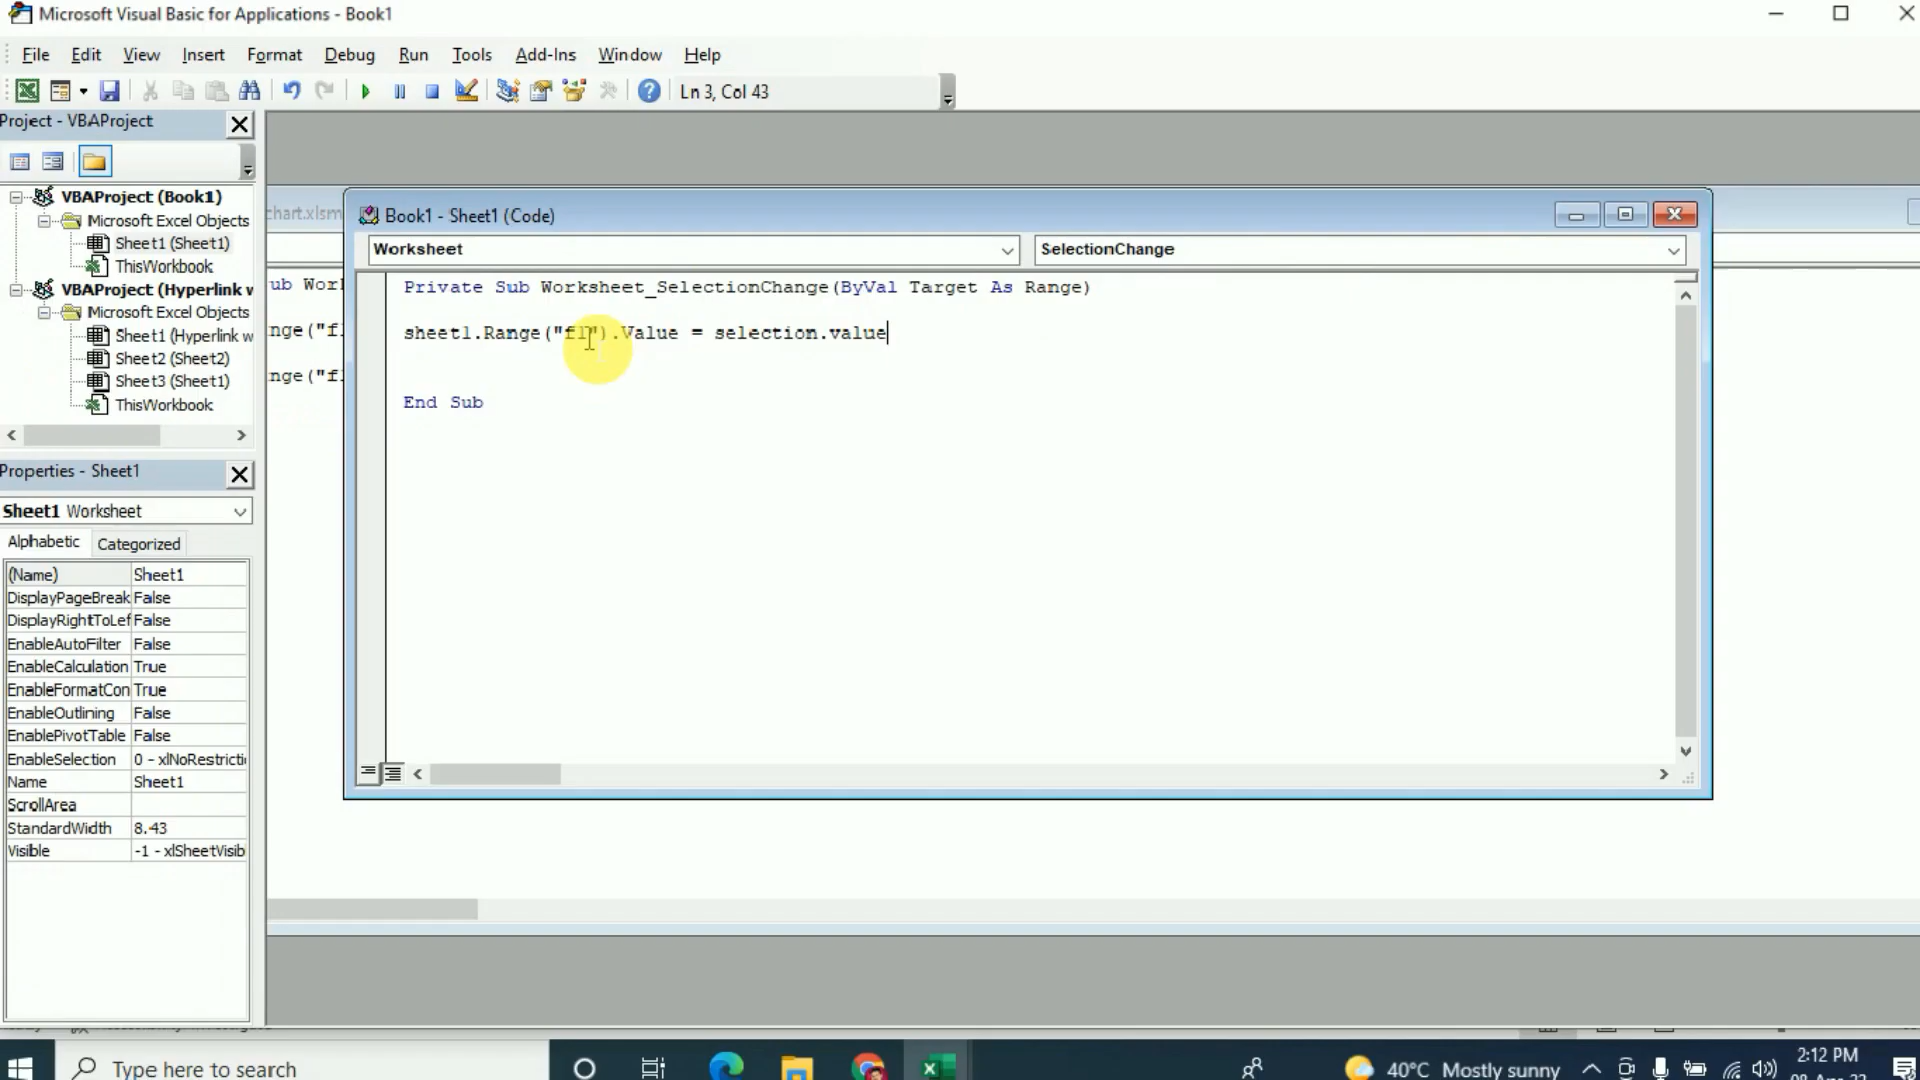 Microsoft Visual Basic for Applications - Book1
File Edit View Insert Format Debug Run Tools Add-Ins Window Help
Ln 3, Col 43
Project - VBAProject
VBAProject (Book1)
Microsoft Excel Objects
Sheet1 (Sheet1)
ThisWorkbook
VBAProject (Hyperlink w
Microsoft Excel Objects
Sheet1 (Hyperlink w
Sheet2 (Sheet2)
Sheet3 (Sheet1)
ThisWorkbook
Properties - Sheet1
Sheet1 Worksheet
Alphabetic Categorized
(Name) Sheet1
DisplayPageBreak False
DisplayRightToLef False
EnableAutoFilter False
EnableCalculation True
EnableFormatCon True
EnableOutlining False
EnablePivotTable False
EnableSelection 0 - xlNoRestricti
Name Sheet1
ScrollArea
StandardWidth 8.43
Visible -1 - xlSheetVisib
chart.xlsm
ub Wor
nge("f1
nge("f1
Book1 - Sheet1 (Code)
Worksheet SelectionChange
Private Sub Worksheet_SelectionChange(ByVal Target As Range)
sheet1.Range("f1").Value = selection.value
End Sub
Type here to search
40°C Mostly sunny
2:12 PM